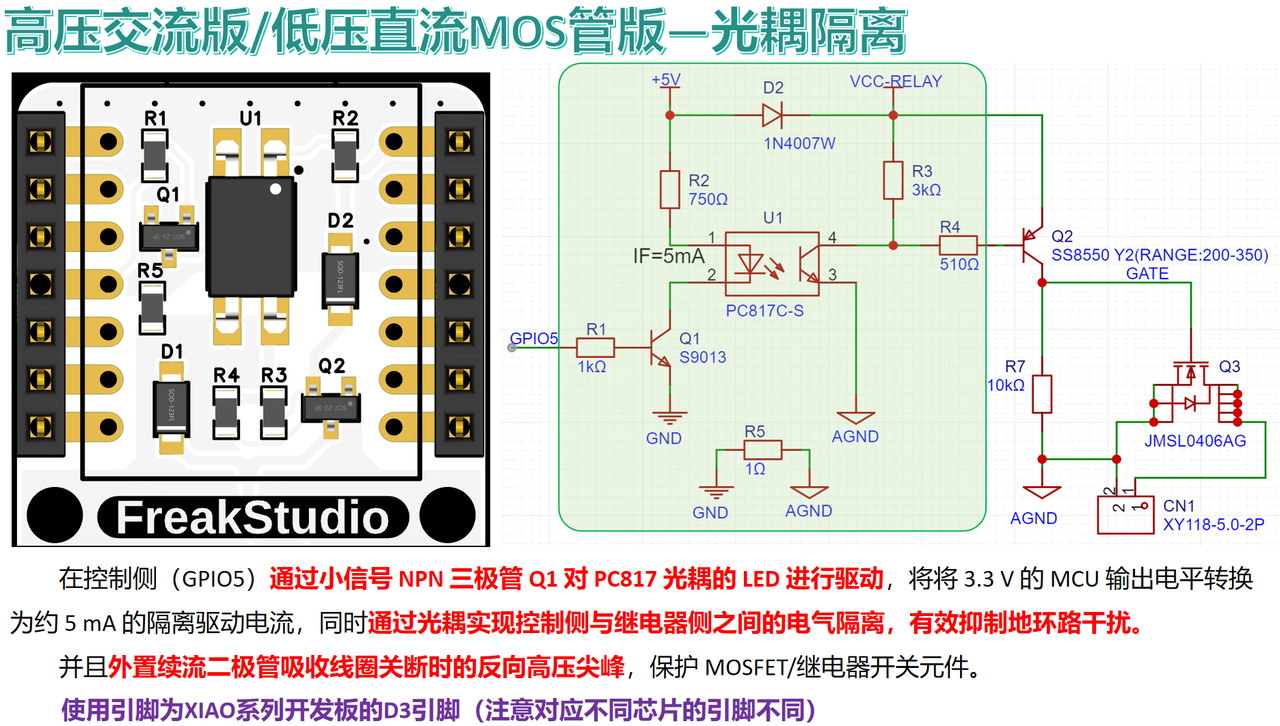 高压交流版/低压直流MOS管版—光耦隔离
R1
U1
R2
Q1
SOT-23-3P
D2
SOD-123FL
R5
D1
SOD-123FL
R4
R3
Q2
SOT-23-3P
FreakStudio
+5V
D2
1N4007W
VCC-RELAY
R2
750Ω
R3
3kΩ
U1
1
2
4
3
IF=5mA
PC817C-S
R4
510Ω
Q2
SS8550 Y2(RANGE:200-350)
GATE
GPIO5
R1
1kΩ
Q1
S9013
GND
AGND
R5
1Ω
GND
AGND
R7
10kΩ
Q3
JMSL0406AG
AGND
2
1
2
1
CN1
XY118-5.0-2P
在控制侧（GPIO5）通过小信号 NPN 三极管 Q1 对 PC817 光耦的 LED 进行驱动，将将 3.3 V 的 MCU 输出电平转换
为约 5 mA 的隔离驱动电流，同时通过光耦实现控制侧与继电器侧之间的电气隔离，有效抑制地环路干扰。
并且外置续流二极管吸收线圈关断时的反向高压尖峰，保护 MOSFET/继电器开关元件。
使用引脚为XIAO系列开发板的D3引脚（注意对应不同芯片的引脚不同）